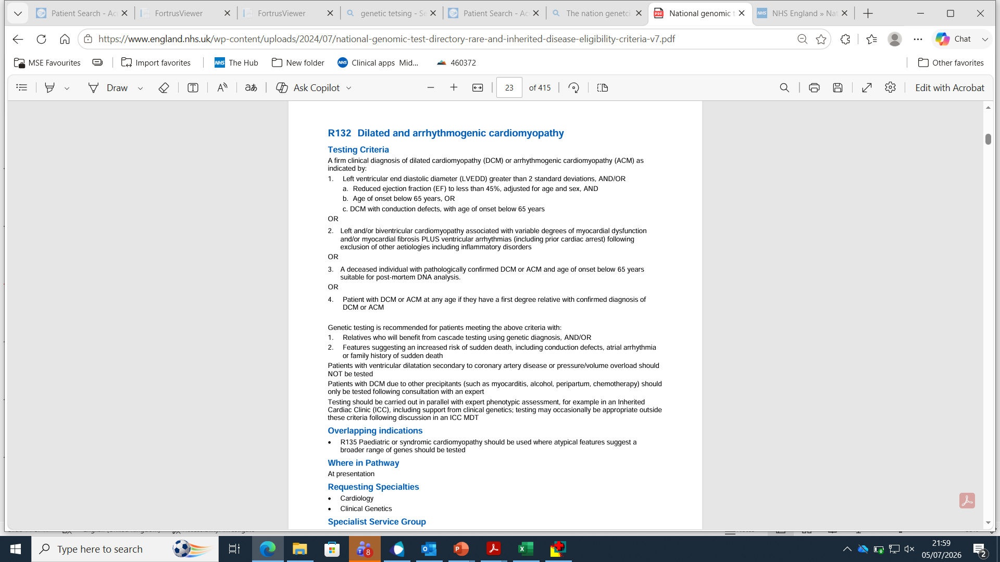 Patient Search - Ac
FortrusViewer
FortrusViewer
genetic tetsing - Se
Patient Search - Ac
The nation genetci
National genomic t
NHS England » Nat
https://www.england.nhs.uk/wp-content/uploads/2024/07/national-genomic-test-directory-rare-and-inherited-disease-eligibility-criteria-v7.pdf
Chat
MSE Favourites
Import favorites
NHS The Hub
New folder
NHS Clinical apps Mid...
460372
Other favorites
Draw
Ask Copilot
23 of 415
Edit with Acrobat
R132 Dilated and arrhythmogenic cardiomyopathy
Testing Criteria
A firm clinical diagnosis of dilated cardiomyopathy (DCM) or arrhythmogenic cardiomyopathy (ACM) as
indicated by:
1. Left ventricular end diastolic diameter (LVEDD) greater than 2 standard deviations, AND/OR
a. Reduced ejection fraction (EF) to less than 45%, adjusted for age and sex, AND
b. Age of onset below 65 years, OR
c. DCM with conduction defects, with age of onset below 65 years
OR
2. Left and/or biventricular cardiomyopathy associated with variable degrees of myocardial dysfunction
and/or myocardial fibrosis PLUS ventricular arrhythmias (including prior cardiac arrest) following
exclusion of other aetiologies including inflammatory disorders
OR
3. A deceased individual with pathologically confirmed DCM or ACM and age of onset below 65 years
suitable for post-mortem DNA analysis.
OR
4. Patient with DCM or ACM at any age if they have a first degree relative with confirmed diagnosis of
DCM or ACM
Genetic testing is recommended for patients meeting the above criteria with:
1. Relatives who will benefit from cascade testing using genetic diagnosis, AND/OR
2. Features suggesting an increased risk of sudden death, including conduction defects, atrial arrhythmia
or family history of sudden death
Patients with ventricular dilatation secondary to coronary artery disease or pressure/volume overload should
NOT be tested
Patients with DCM due to other precipitants (such as myocarditis, alcohol, peripartum, chemotherapy) should
only be tested following consultation with an expert
Testing should be carried out in parallel with expert phenotypic assessment, for example in an Inherited
Cardiac Clinic (ICC), including support from clinical genetics; testing may occasionally be appropriate outside
these criteria following discussion in an ICC MDT
Overlapping indications
• R135 Paediatric or syndromic cardiomyopathy should be used where atypical features suggest a
broader range of genes should be tested
Where in Pathway
At presentation
Requesting Specialties
• Cardiology
• Clinical Genetics
Specialist Service Group
Type here to search
8
21:59
05/07/2026
2